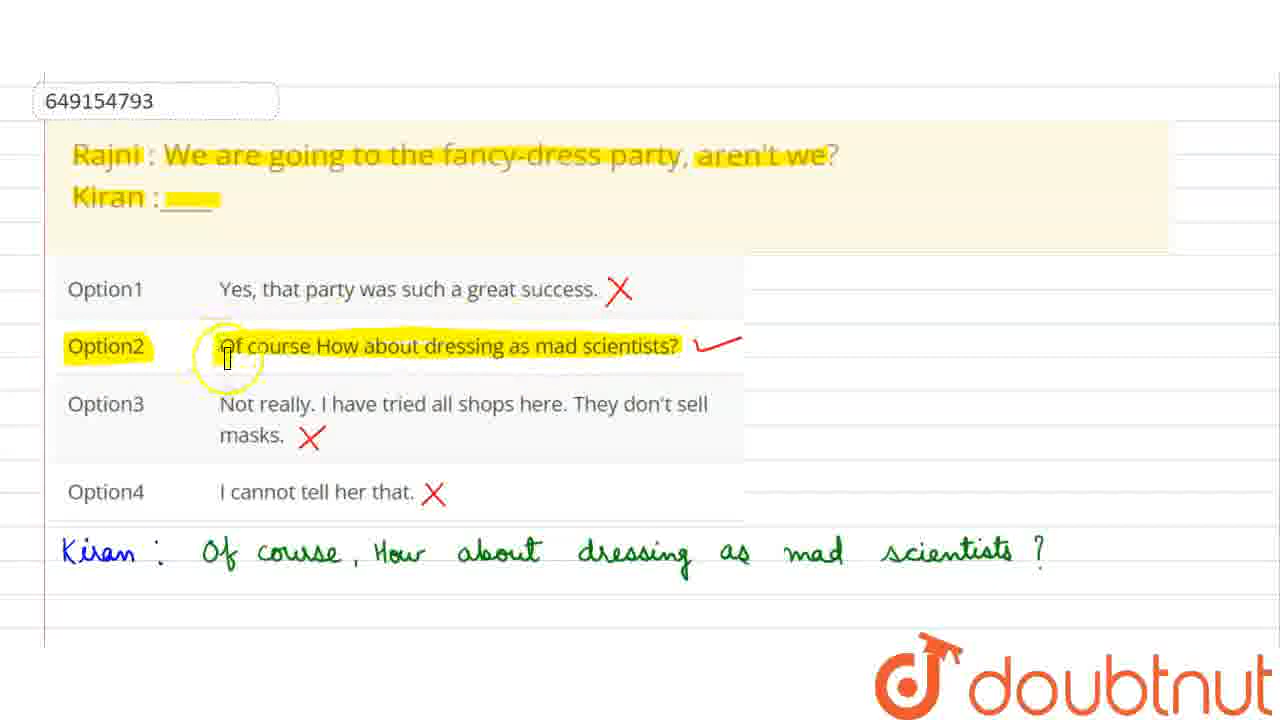 649154793
Rajni : We are going to the fancy-dress party, aren't we?
Kiran :____
Option1 Yes, that party was such a great success.
Option2 Of course How about dressing as mad scientists?
Option3 Not really. I have tried all shops here. They don't sell
masks.
Option4 I cannot tell her that.
Kiran : Of course, How about dressing as mad scientists ?
doubtnut